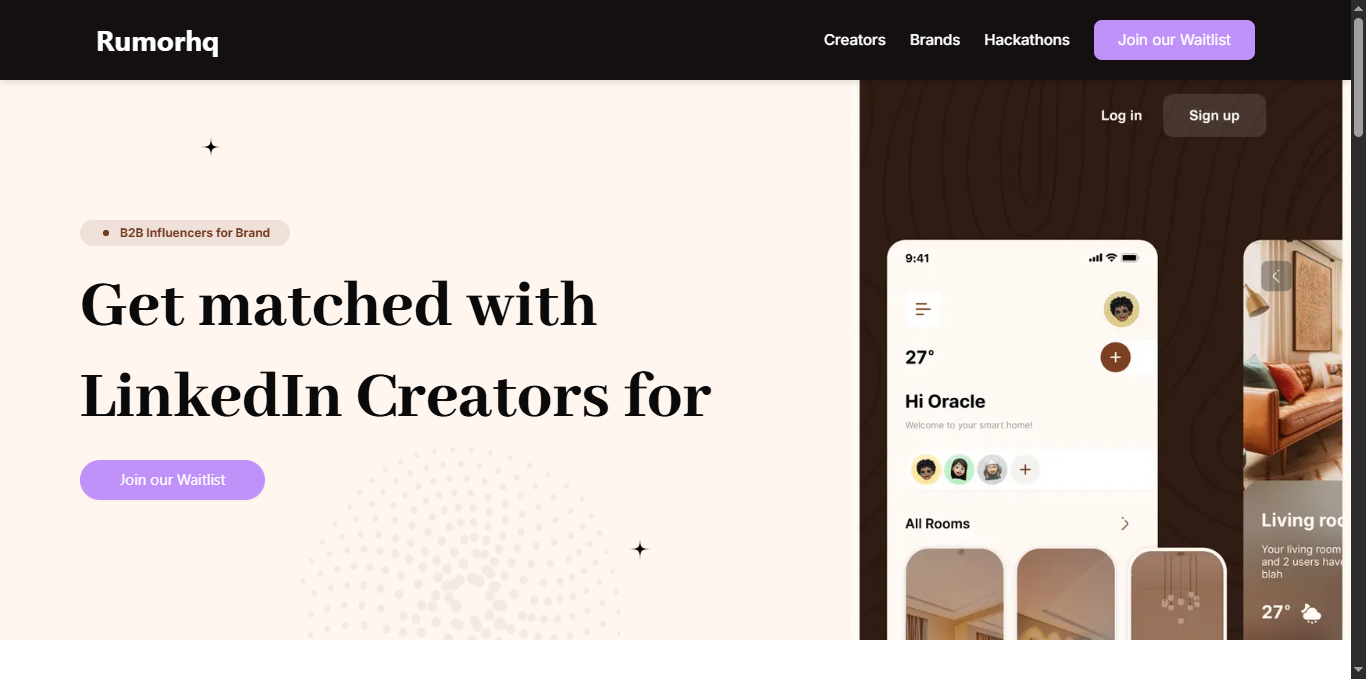 Rumorhq
Creators
Brands
Hackathons
Join our Waitlist
B2B Influencers for Brand
Get matched with
LinkedIn Creators for
Join our Waitlist
Log in
Sign up
9:41
27°
Hi Oracle
Welcome to your smart home!
All Rooms
Living roo
Your living room
and 2 users have
blah
27°